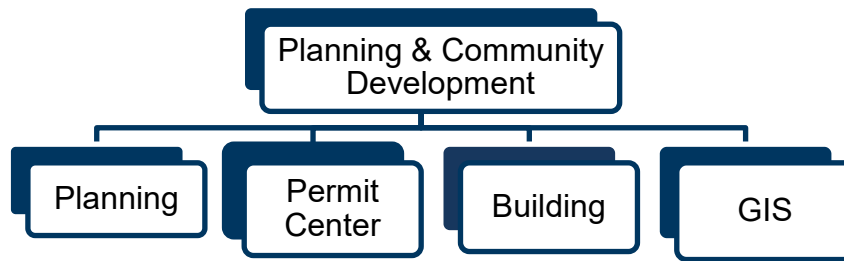 Planning & Community
Development
Planning
Permit
Center
Building
GIS